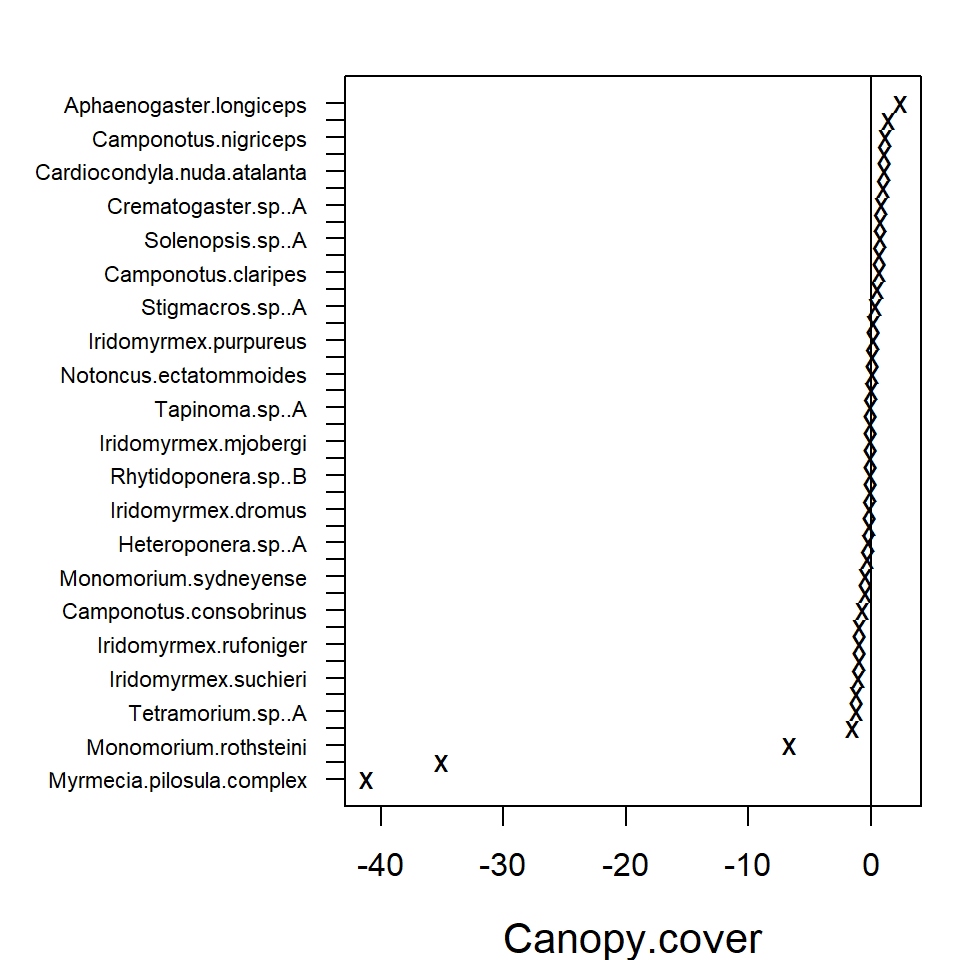 Aphaenogaster.longiceps
Camponotus.nigriceps
Cardiocondyla.nuda.atalanta
Crematogaster.sp..A
Solenopsis.sp..A
Camponotus.claripes
Stigmacros.sp..A
Iridomyrmex.purpureus
Notoncus.ectatommoides
Tapinoma.sp..A
Iridomyrmex.mjobergi
Rhytidoponera.sp..B
Iridomyrmex.dromus
Heteroponera.sp..A
Monomorium.sydneyense
Camponotus.consobrinus
Iridomyrmex.rufoniger
Iridomyrmex.suchieri
Tetramorium.sp..A
Monomorium.rothsteini
Myrmecia.pilosula.complex
-40 -30 -20 -10 0
Canopy.cover